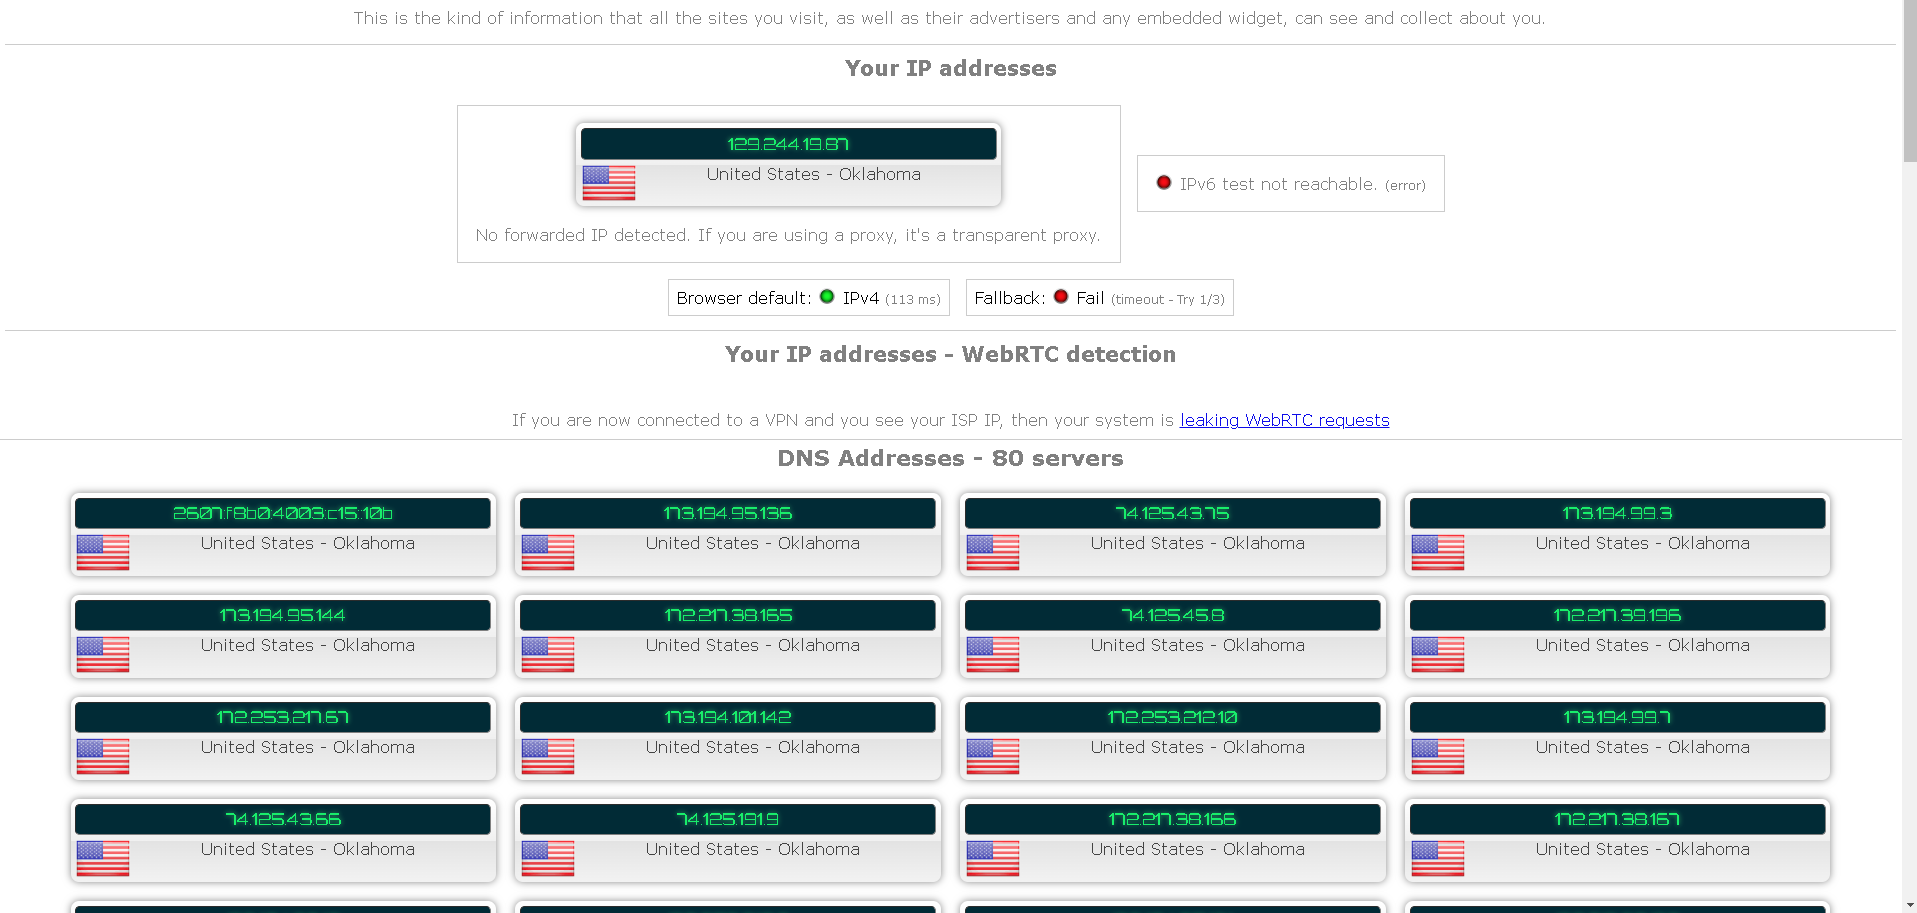 This is the kind of information that all the sites you visit, as well as their advertisers and any embedded widget, can see and collect about you.
Your IP addresses
129.244.19.87
United States - Oklahoma
No forwarded IP detected. If you are using a proxy, it's a transparent proxy.
IPv6 test not reachable. (error)
Browser default: IPv4 (113 ms)
Fallback: Fail (timeout - Try 1/3)
Your IP addresses - WebRTC detection
If you are now connected to a VPN and you see your ISP IP, then your system is leaking WebRTC requests
DNS Addresses - 80 servers
2607:f8b0:4003:c15::10b
United States - Oklahoma
173.194.95.136
United States - Oklahoma
74.125.43.75
United States - Oklahoma
173.194.99.3
United States - Oklahoma
173.194.95.144
United States - Oklahoma
172.217.38.165
United States - Oklahoma
74.125.45.8
United States - Oklahoma
172.217.39.196
United States - Oklahoma
172.253.217.67
United States - Oklahoma
173.194.101.142
United States - Oklahoma
172.253.212.10
United States - Oklahoma
173.194.99.7
United States - Oklahoma
74.125.43.66
United States - Oklahoma
74.125.191.9
United States - Oklahoma
172.217.38.166
United States - Oklahoma
172.217.38.167
United States - Oklahoma